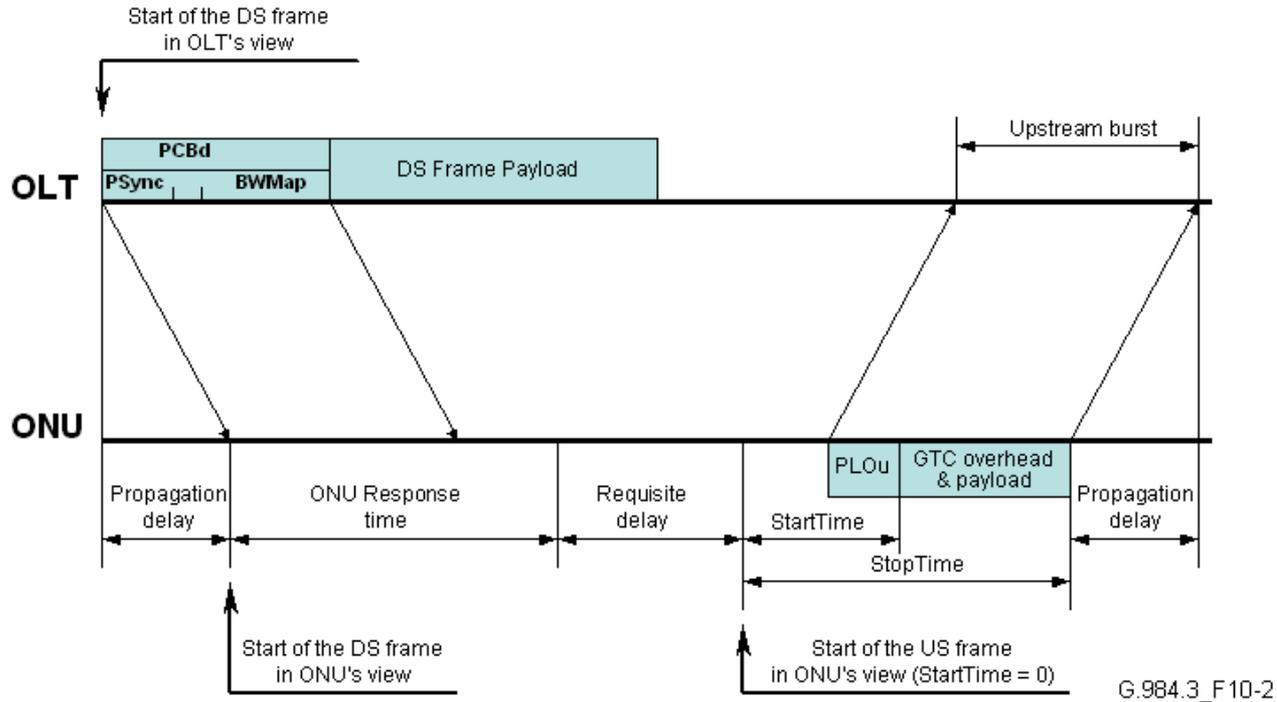 Start of the DS frame
in OLT's view
Upstream burst
PCBd
DS Frame Payload
OLT
PSync
BWMap
ONU
PLOu
GTC overhead
& payload
Propagation
delay
ONU Response
time
Requisite
delay
StartTime
Propagation
delay
StopTime
Start of the DS frame
in ONU's view
Start of the US frame
in ONU's view (StartTime = 0)
G.984.3_F10-2